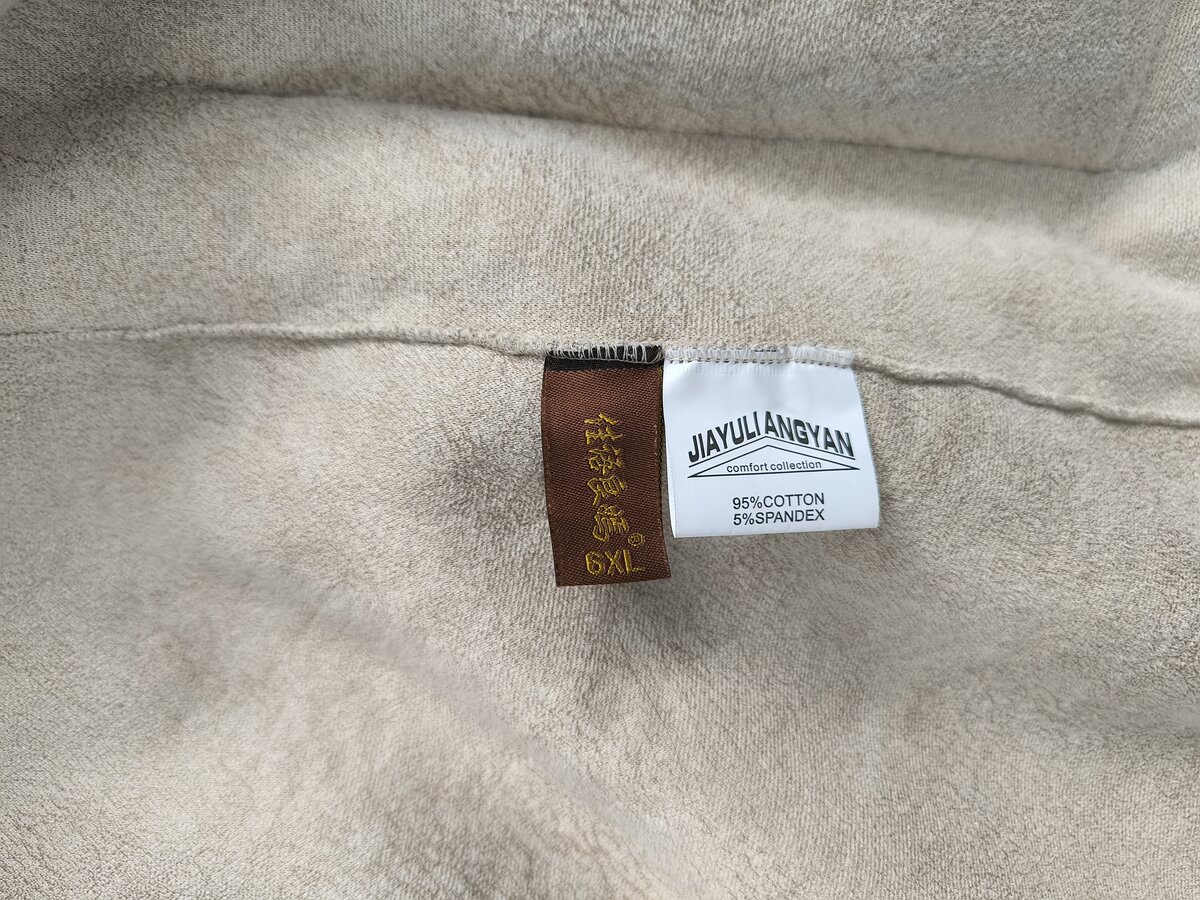 ®
6XL
JIAYULIANGYAN
comfort collection
95%COTTON
5%SPANDEX